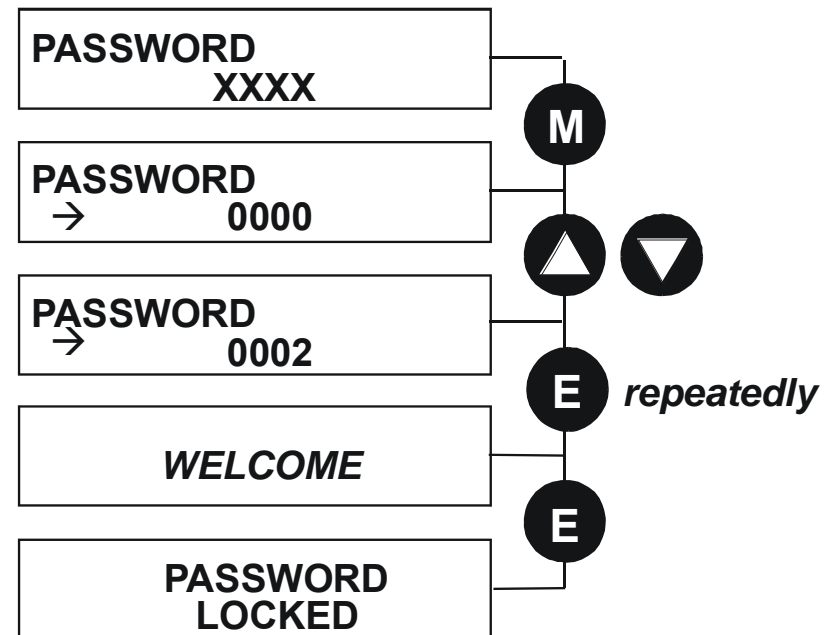 PASSWORD
XXXX
M
PASSWORD
→ 0000
PASSWORD
→ 0002
E repeatedly
WELCOME
E
PASSWORD
LOCKED